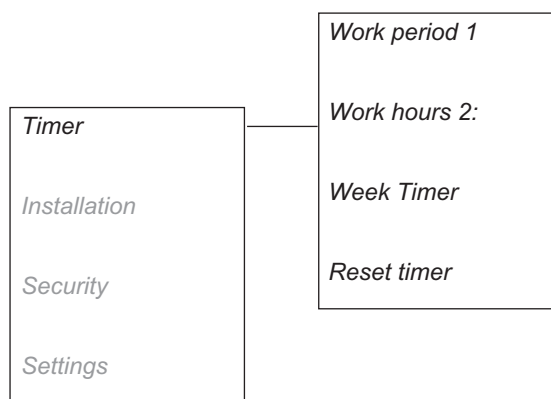 Timer
Installation
Security
Settings
Work period 1
Work hours 2:
Week Timer
Reset timer